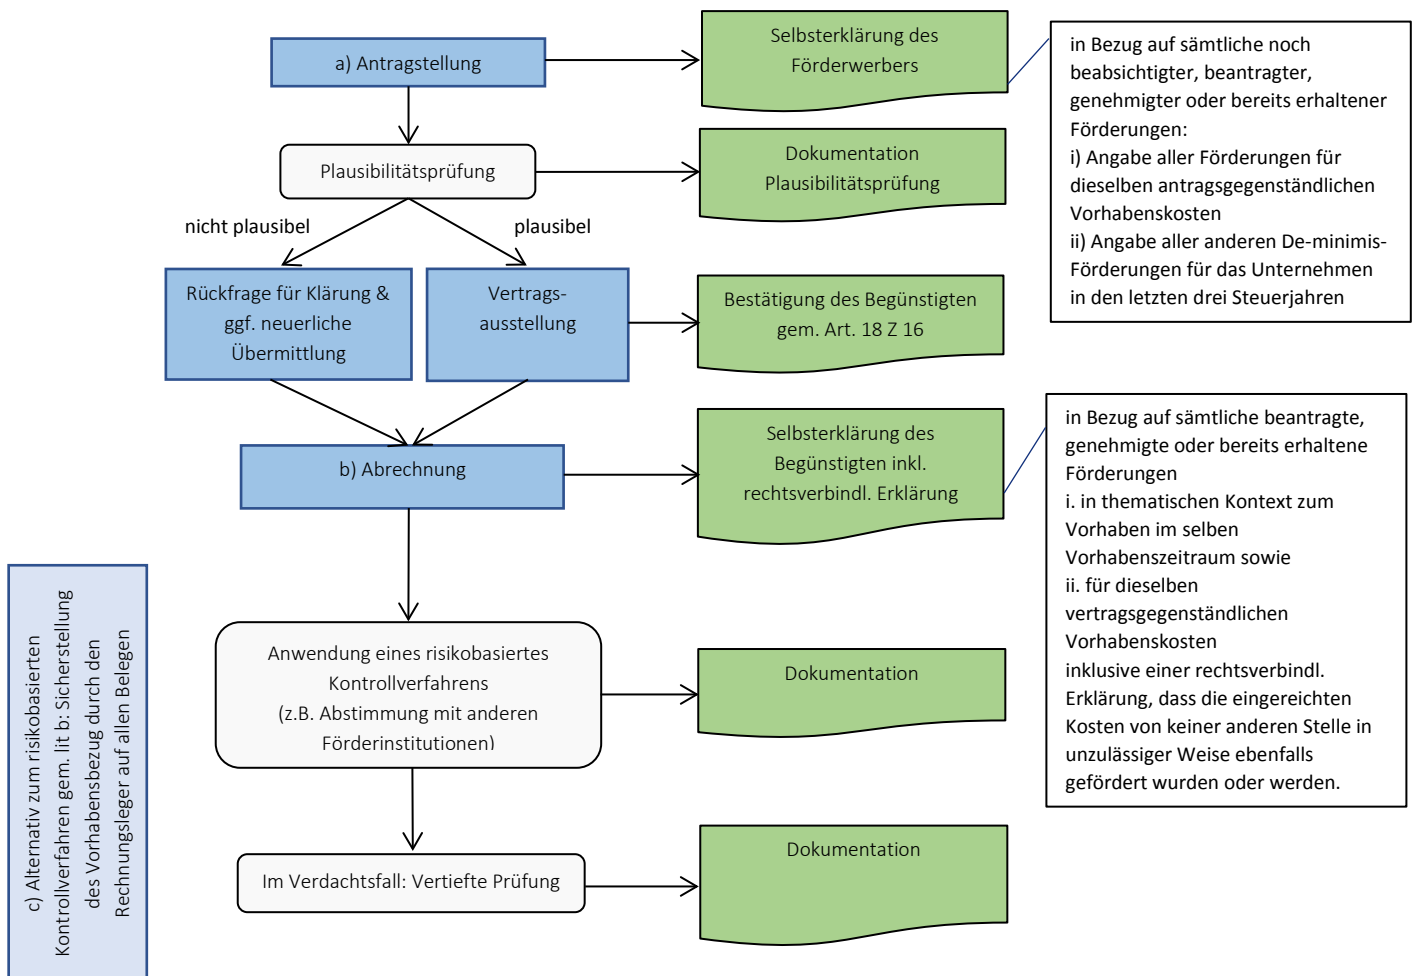 a) Antragstellung
Selbsterklärung des
Förderwerbers
in Bezug auf sämtliche noch
beabsichtigter, beantragter,
genehmigter oder bereits erhaltener
Förderungen:
i) Angabe aller Förderungen für
dieselben antragsgegenständlichen
Vorhabenskosten
ii) Angabe aller anderen De-minimis-
Förderungen für das Unternehmen
in den letzten drei Steuerjahren
Plausibilitätsprüfung
Dokumentation
Plausibilitätsprüfung
nicht plausibel
plausibel
Rückfrage für Klärung &
ggf. neuerliche
Übermittlung
Vertrags-
ausstellung
Bestätigung des Begünstigten
gem. Art. 18 Z 16
b) Abrechnung
Selbsterklärung des
Begünstigten inkl.
rechtsverbindl. Erklärung
in Bezug auf sämtliche beantragte,
genehmigte oder bereits erhaltene
Förderungen
i. in thematischen Kontext zum
Vorhaben im selben
Vorhabenszeitraum sowie
ii. für dieselben
vertragsgegenständlichen
Vorhabenskosten
inklusive einer rechtsverbindl.
Erklärung, dass die eingereichten
Kosten von keiner anderen Stelle in
unzulässiger Weise ebenfalls
gefördert wurden oder werden.
c) Alternativ zum risikobasierten
Kontrollverfahren gem. lit b: Sicherstellung
des Vorhabensbezug durch den
Rechnungsleger auf allen Belegen
Anwendung eines risikobasiertes
Kontrollverfahrens
(z.B. Abstimmung mit anderen
Förderinstitutionen)
Dokumentation
Im Verdachtsfall: Vertiefte Prüfung
Dokumentation